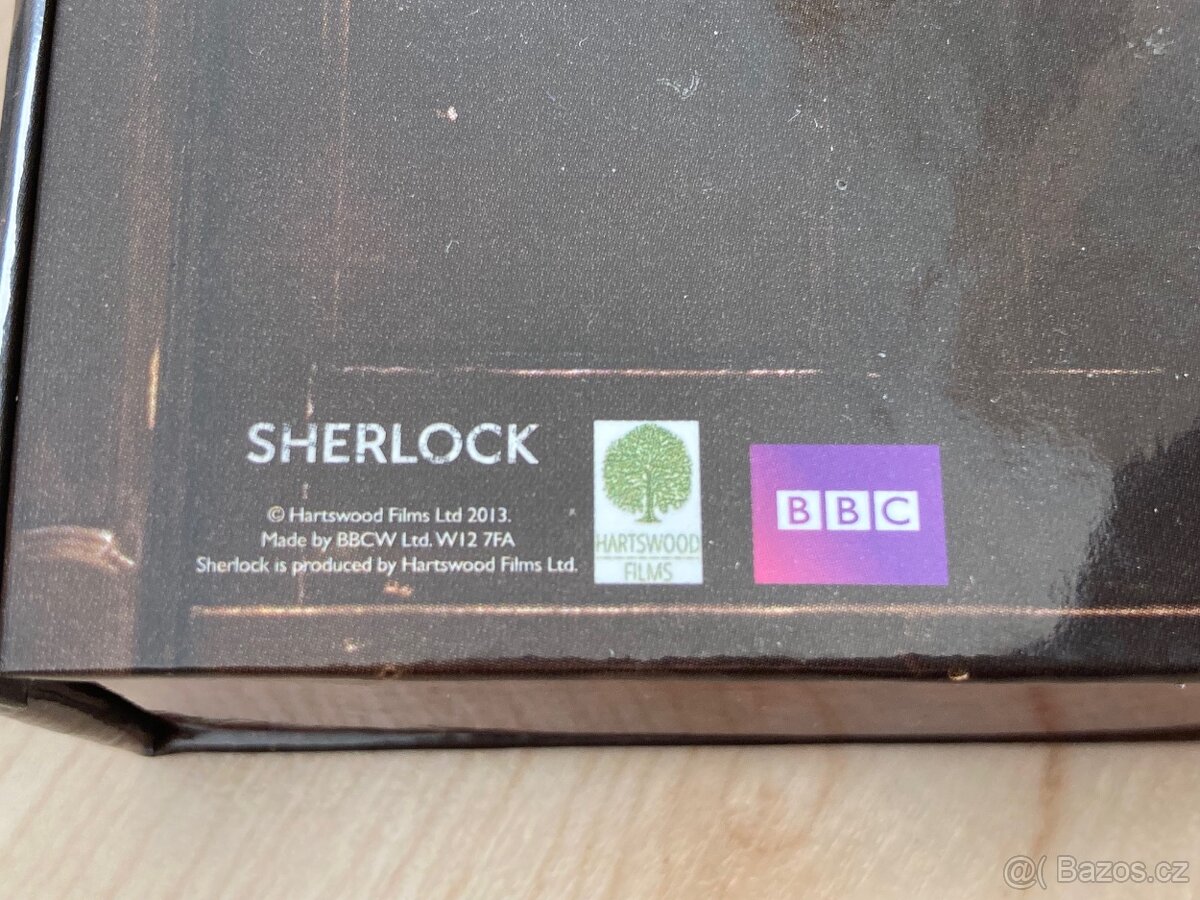 SHERLOCK
© Hartswood Films Ltd 2013.
Made by BBCW Ltd. W12 7FA
Sherlock is produced by Hartswood Films Ltd.
HARTSWOOD
FILMS
BBC
@( Bazos.cz